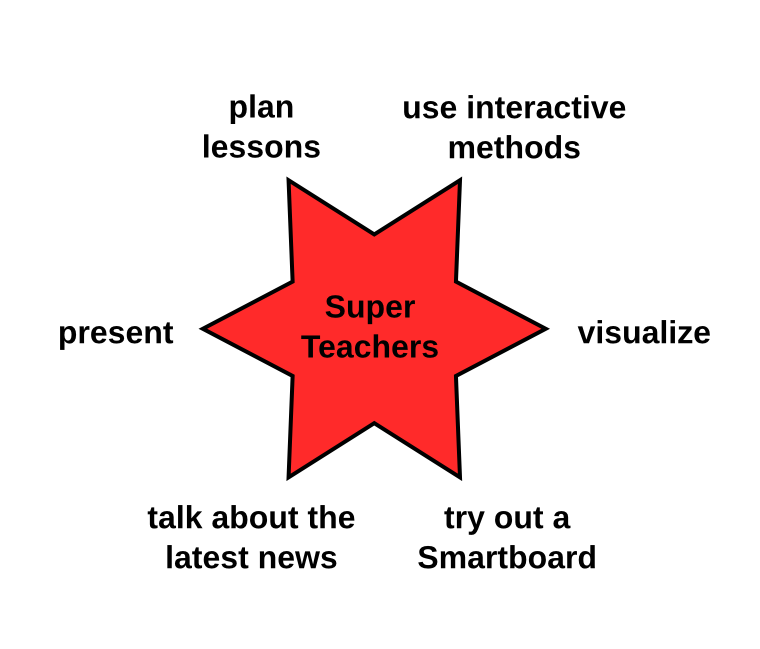 plan
lessons
use interactive
methods
Super
Teachers
present
visualize
talk about the
latest news
try out a
Smartboard